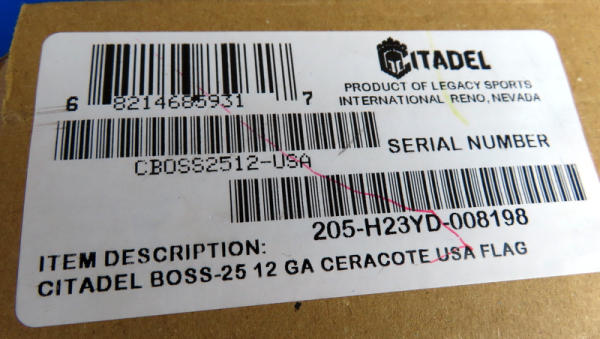 CITADEL
PRODUCT OF LEGACY SPORTS
INTERNATIONAL RENO, NEVADA
6 8214685931 7
SERIAL NUMBER
CBOSS2512-USA
205-H23YD-008198
ITEM DESCRIPTION:
CITADEL BOSS-25 12 GA CERACOTE USA FLAG